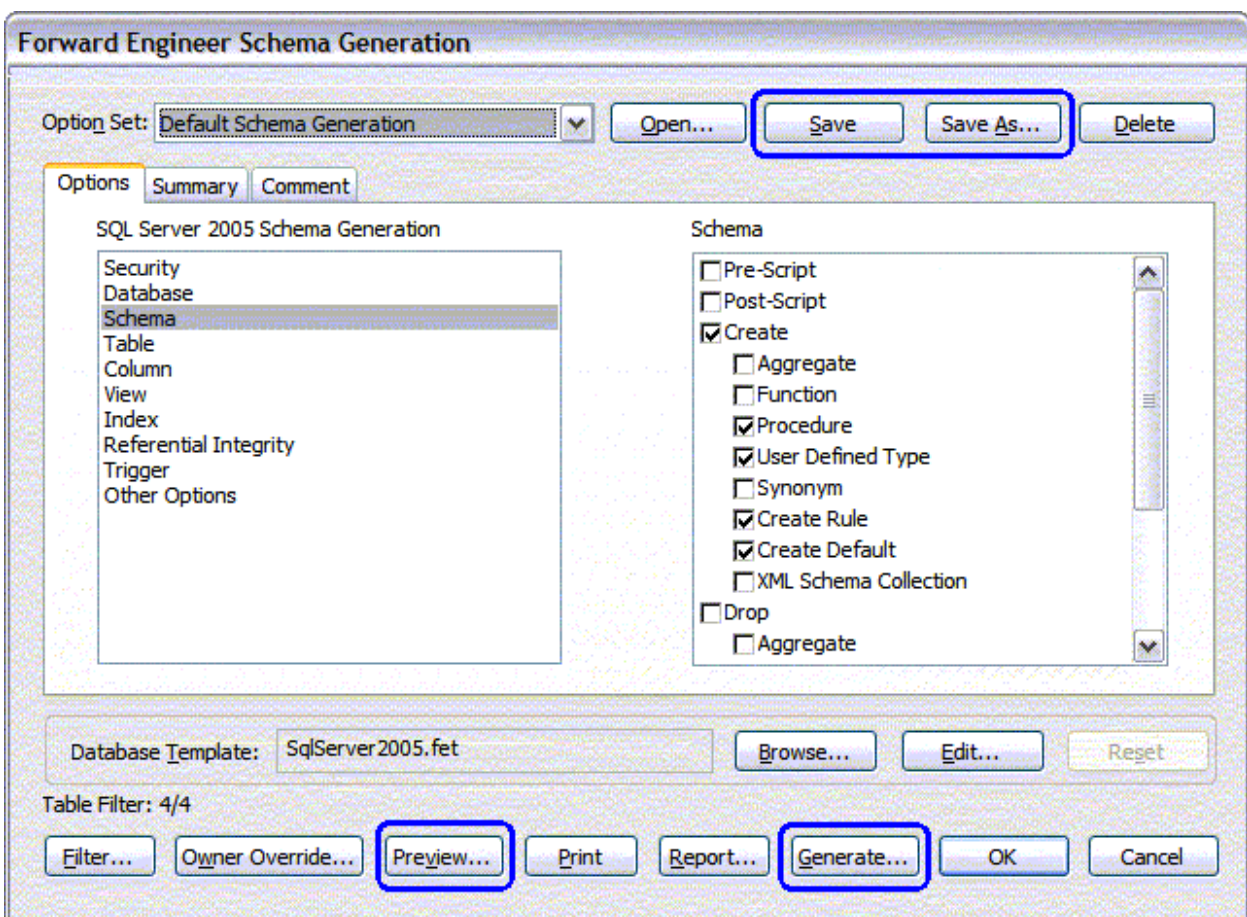 Forward Engineer Schema Generation
Option Set: Default Schema Generation Open... Save Save As... Delete
Options Summary Comment
SQL Server 2005 Schema Generation
Security
Database
Schema
Table
Column
View
Index
Referential Integrity
Trigger
Other Options
Schema
Pre-Script
Post-Script
Create
Aggregate
Function
Procedure
User Defined Type
Synonym
Create Rule
Create Default
XML Schema Collection
Drop
Aggregate
Database Template: SqlServer2005.fet Browse... Edit... Reset
Table Filter: 4/4
Filter... Owner Override... Preview... Print Report... Generate... OK Cancel